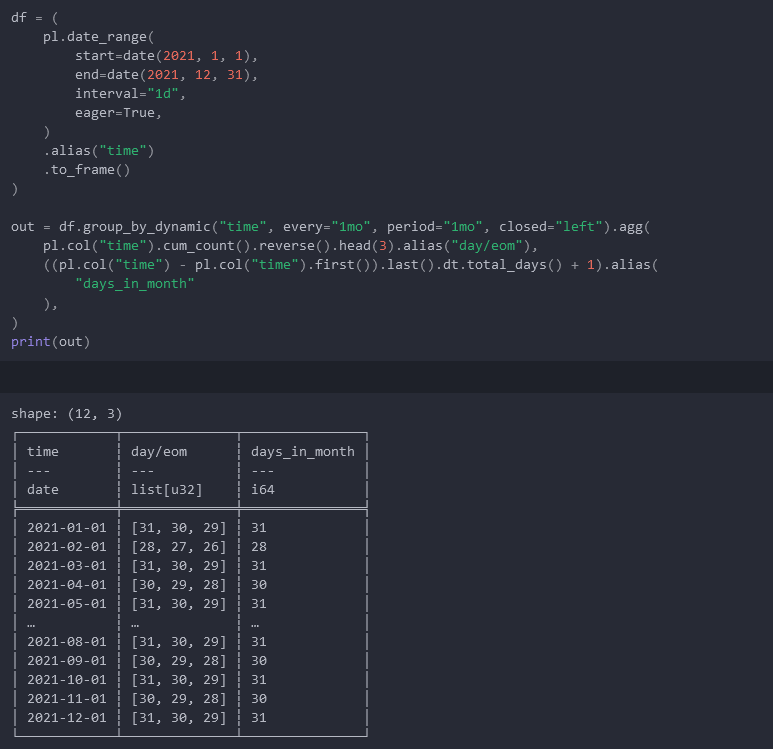 df = (
    pl.date_range(
        start=date(2021, 1, 1),
        end=date(2021, 12, 31),
        interval="1d",
        eager=True,
    )
    .alias("time")
    .to_frame()
)

out = df.group_by_dynamic("time", every="1mo", period="1mo", closed="left").agg(
    pl.col("time").cum_count().reverse().head(3).alias("day/eom"),
    ((pl.col("time") - pl.col("time").first()).last().dt.total_days() + 1).alias(
        "days_in_month"
    ),
)
print(out)
shape: (12, 3)
┌────────────┬──────────────┬───────────────┐
│ time       ┆ day/eom      ┆ days_in_month │
│ ---        ┆ ---          ┆ ---           │
│ date       ┆ list[u32]    ┆ i64           │
╞════════════╪══════════════╪═══════════════╡
│ 2021-01-01 ┆ [31, 30, 29] ┆ 31            │
│ 2021-02-01 ┆ [28, 27, 26] ┆ 28            │
│ 2021-03-01 ┆ [31, 30, 29] ┆ 31            │
│ 2021-04-01 ┆ [30, 29, 28] ┆ 30            │
│ 2021-05-01 ┆ [31, 30, 29] ┆ 31            │
│ …          ┆ …            ┆ …             │
│ 2021-08-01 ┆ [31, 30, 29] ┆ 31            │
│ 2021-09-01 ┆ [30, 29, 28] ┆ 30            │
│ 2021-10-01 ┆ [31, 30, 29] ┆ 31            │
│ 2021-11-01 ┆ [30, 29, 28] ┆ 30            │
│ 2021-12-01 ┆ [31, 30, 29] ┆ 31            │
└────────────┴──────────────┴───────────────┘